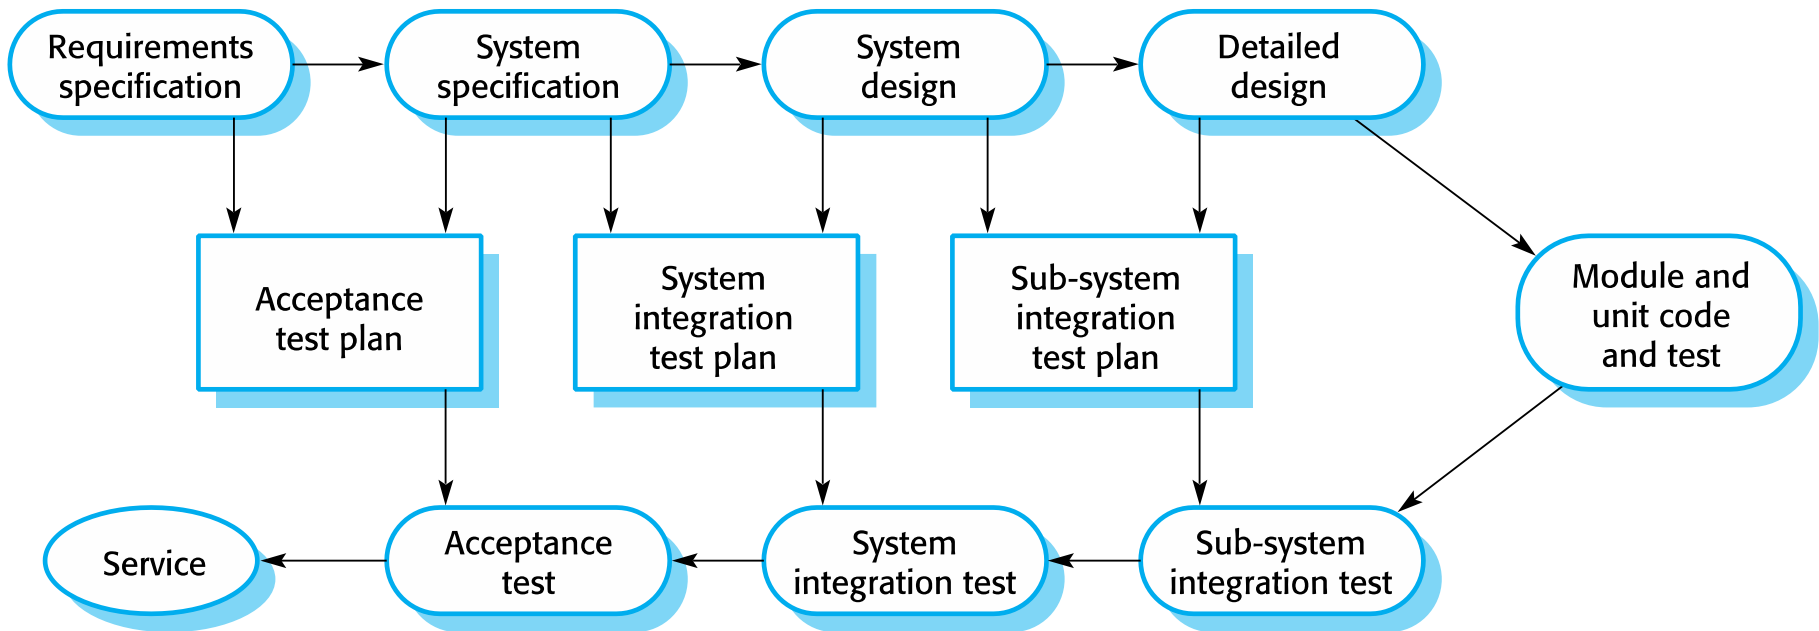 Requirements
specification
System
specification
System
design
Detailed
design
Acceptance
test plan
System
integration
test plan
Sub-system
integration
test plan
Module and
unit code
and test
Service
Acceptance
test
System
integration test
Sub-system
integration test